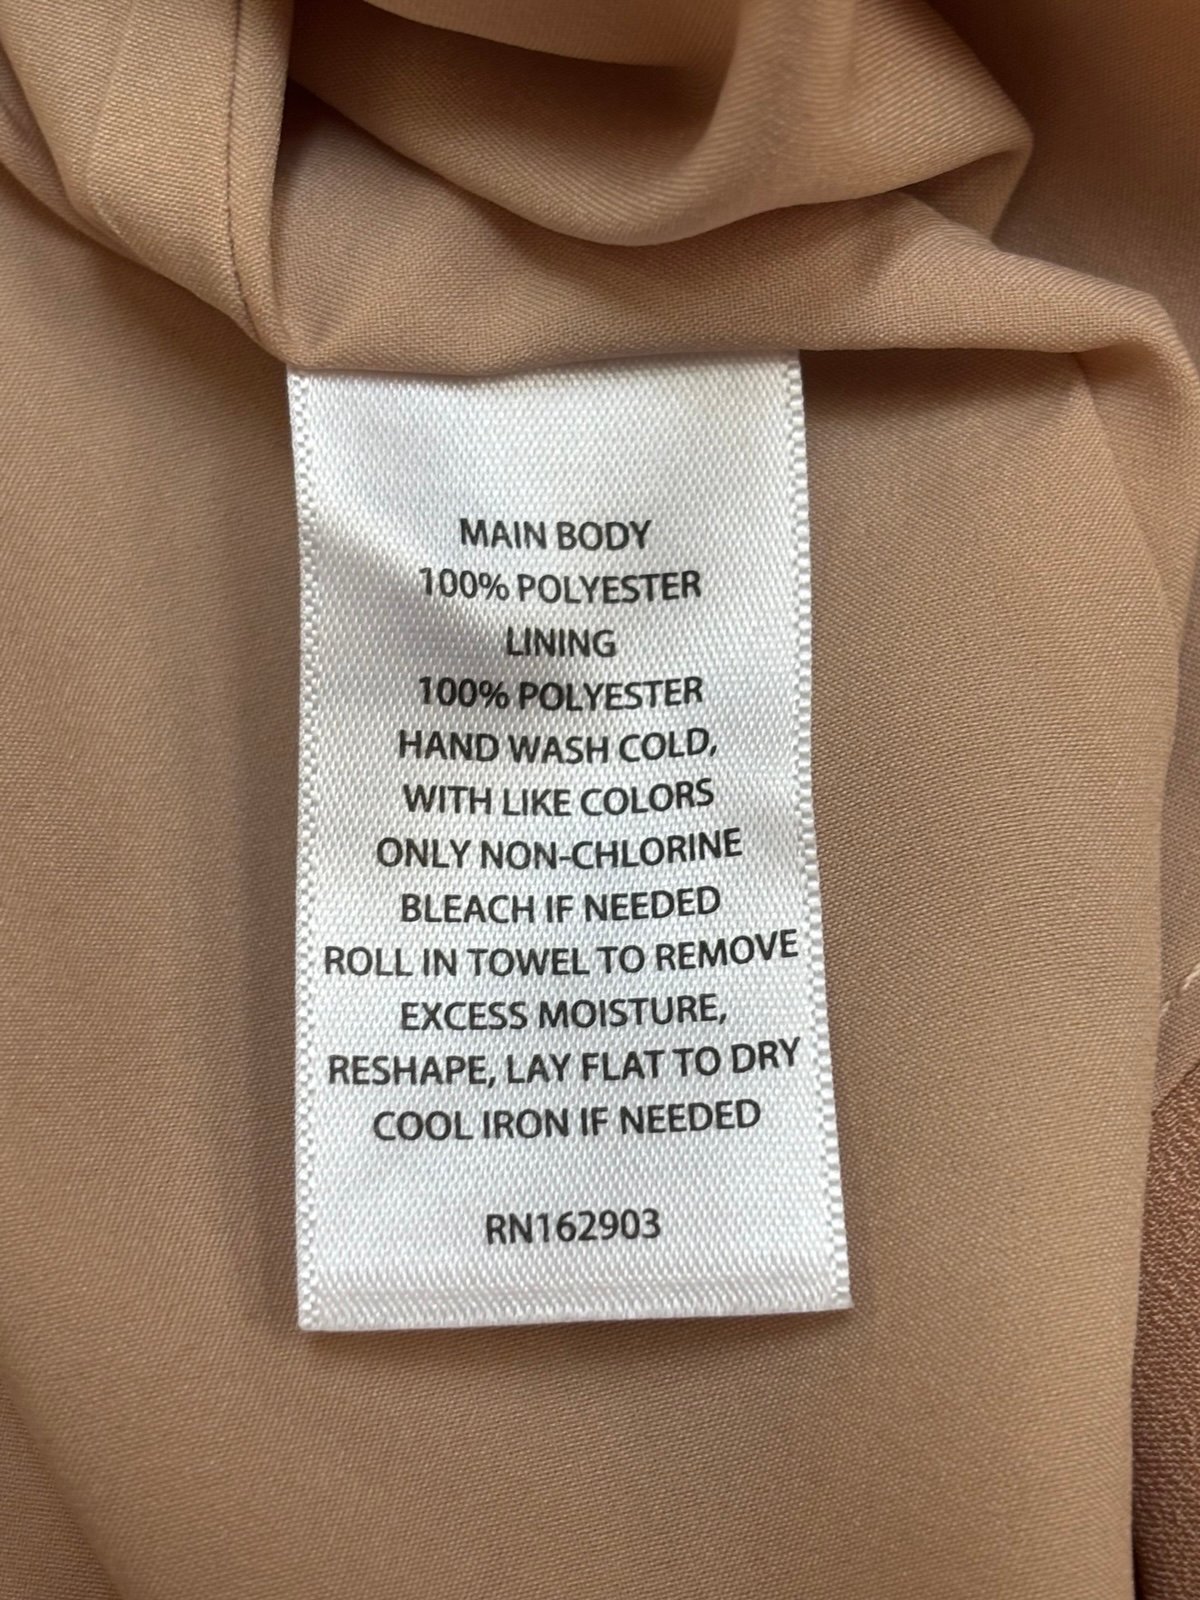 MAIN BODY
100% POLYESTER
LINING
100% POLYESTER
HAND WASH COLD,
WITH LIKE COLORS
ONLY NON-CHLORINE
BLEACH IF NEEDED
ROLL IN TOWEL TO REMOVE
EXCESS MOISTURE,
RESHAPE, LAY FLAT TO DRY
COOL IRON IF NEEDED
RN162903